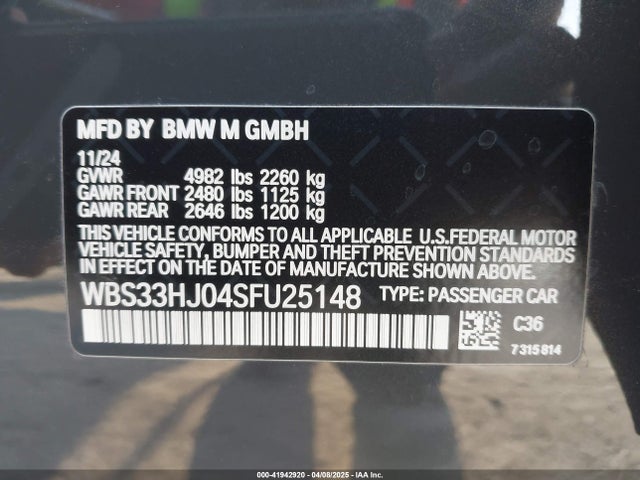 MFD BY BMW M GMBH
11/24
GVWR 4982 lbs 2260 kg
GAWR FRONT 2480 lbs 1125 kg
GAWR REAR 2646 lbs 1200 kg
THIS VEHICLE CONFORMS TO ALL APPLICABLE U.S.FEDERAL MOTOR
VEHICLE SAFETY, BUMPER AND THEFT PREVENTION STANDARDS
IN EFFECT ON THE DATE OF MANUFACTURE SHOWN ABOVE.
WBS33HJ04SFU25148 TYPE: PASSENGER CAR
C36
7315814
000-41942920 | 04/08/2025 - IAA Inc.